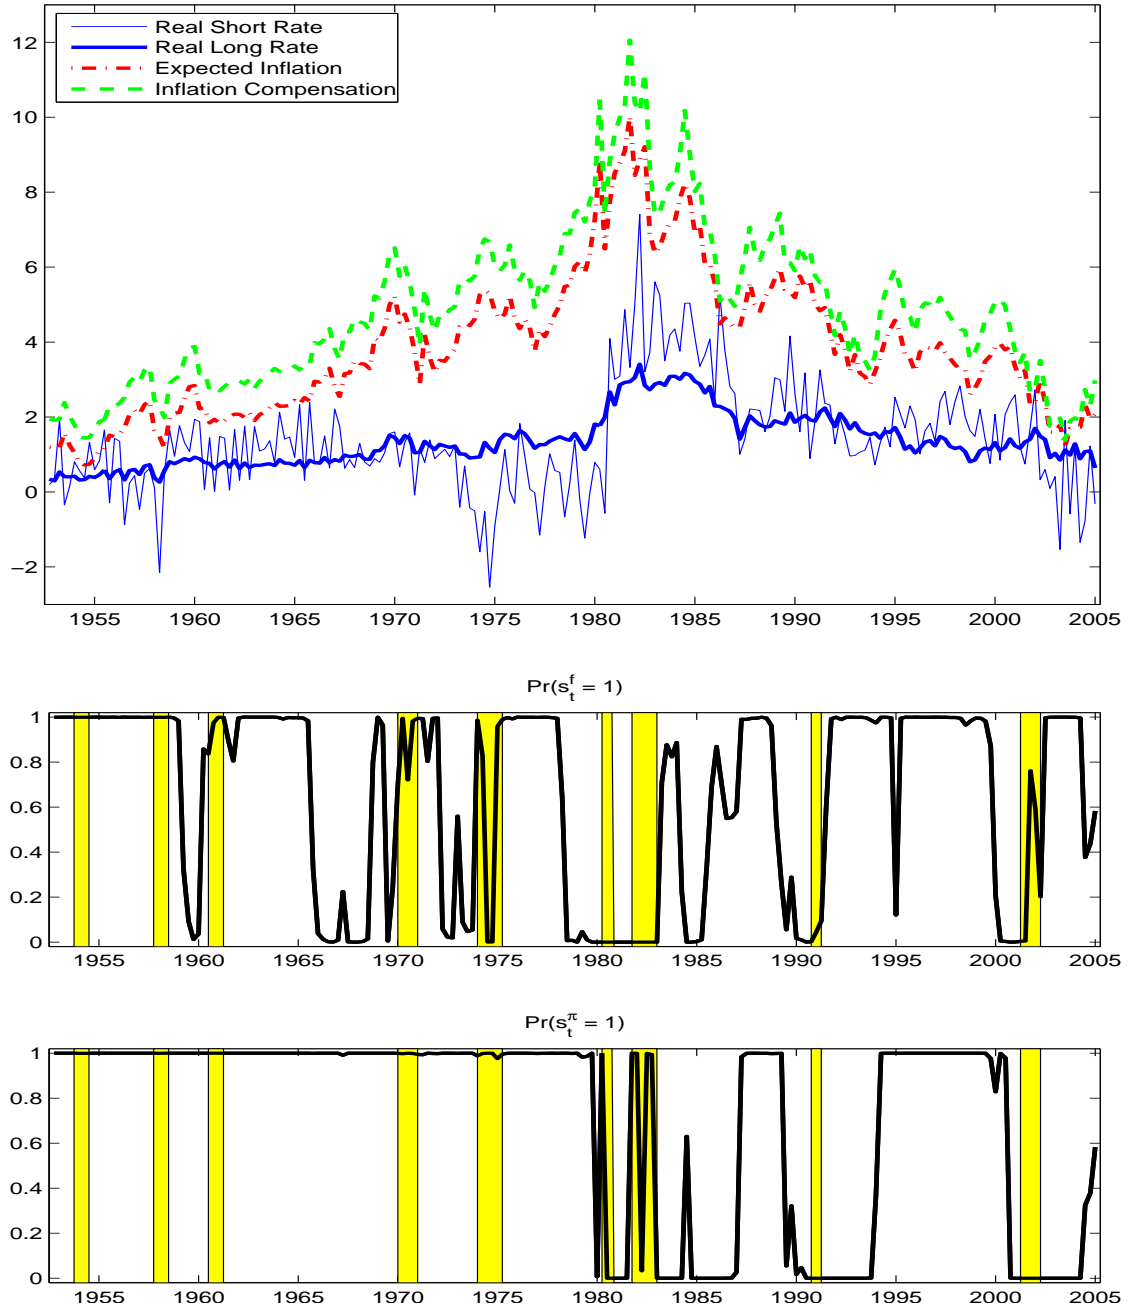 Real Short Rate
Real Long Rate
Expected Inflation
Inflation Compensation
12
10
8
6
4
2
0
−2
1955 1960 1965 1970 1975 1980 1985 1990 1995 2000 2005
Pr(s_t^f = 1)
1
0.8
0.6
0.4
0.2
0
1955 1960 1965 1970 1975 1980 1985 1990 1995 2000 2005
Pr(s_t^π = 1)
1
0.8
0.6
0.4
0.2
0
1955 1960 1965 1970 1975 1980 1985 1990 1995 2000 2005